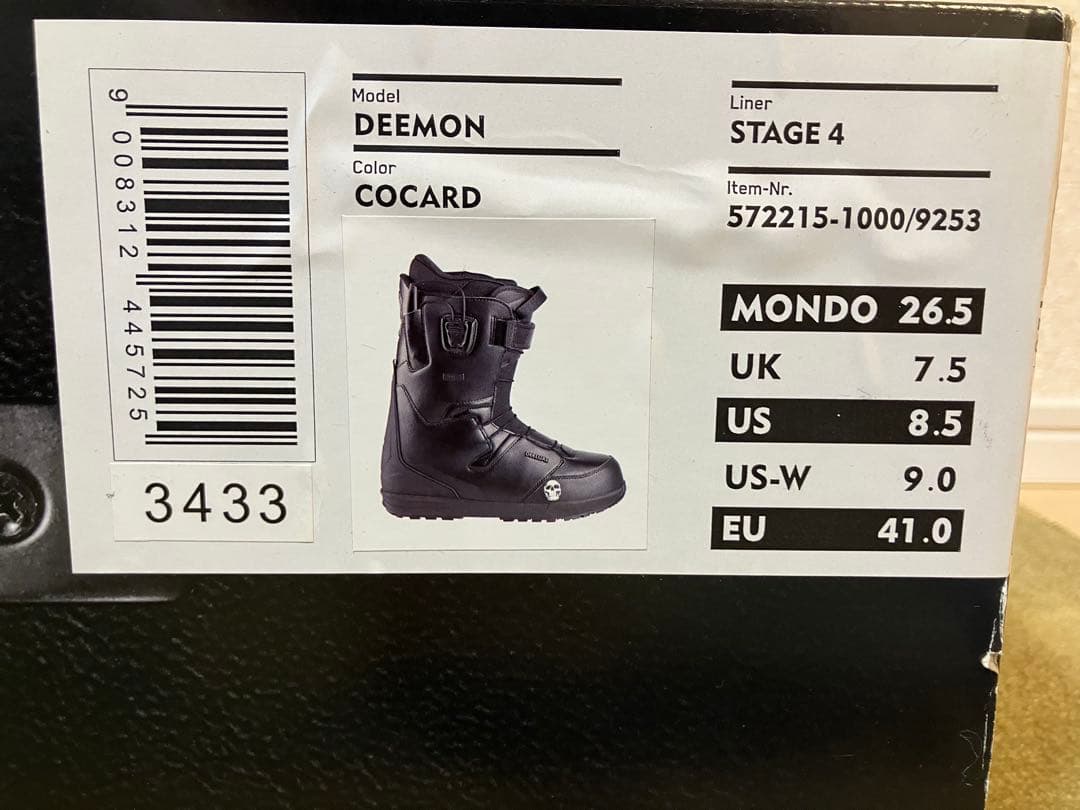 9 008312 445725
3433
Model
DEEMON
Color
COCARD
Liner
STAGE 4
Item-Nr.
572215-1000/9253
MONDO 26.5
UK 7.5
US 8.5
US-W 9.0
EU 41.0